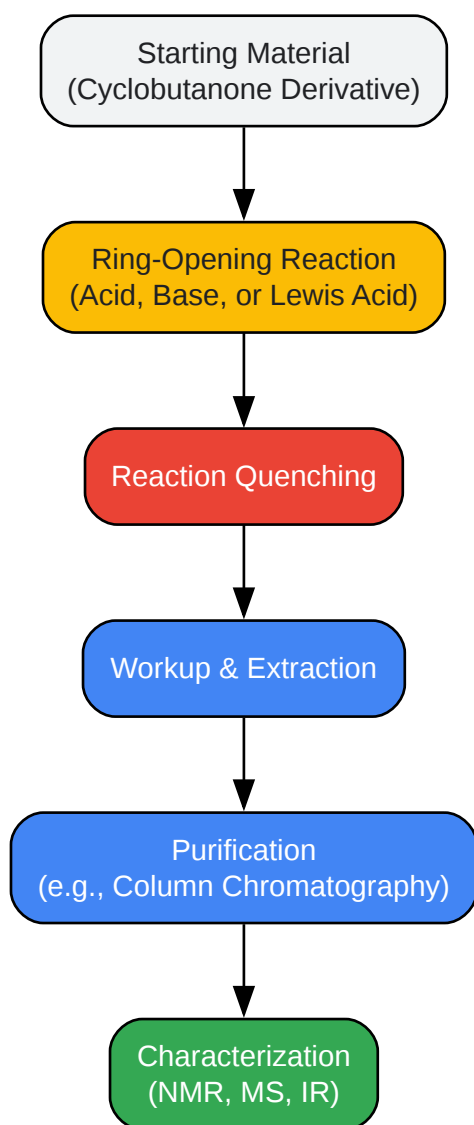 Starting Material
(Cyclobutanone Derivative)
Ring-Opening Reaction
(Acid, Base, or Lewis Acid)
Reaction Quenching
Workup & Extraction
Purification
(e.g., Column Chromatography)
Characterization
(NMR, MS, IR)